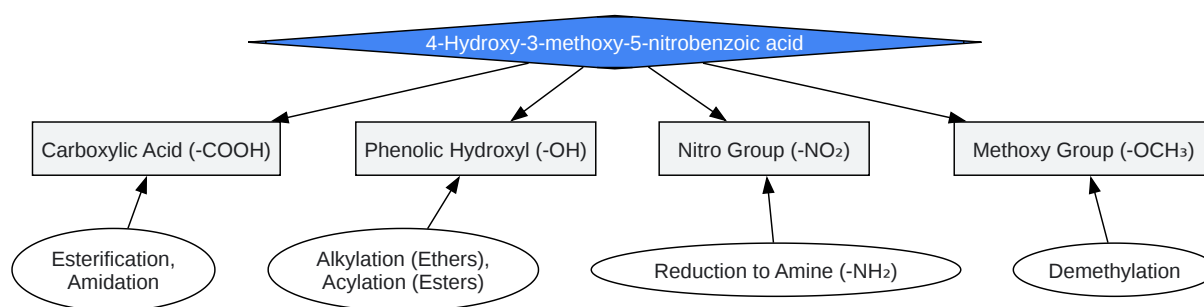 4-Hydroxy-3-methoxy-5-nitrobenzoic acid
Carboxylic Acid (-COOH)
Phenolic Hydroxyl (-OH)
Nitro Group (-NO₂)
Methoxy Group (-OCH₃)
Esterification,
Amidation
Alkylation (Ethers),
Acylation (Esters)
Reduction to Amine (-NH₂)
Demethylation